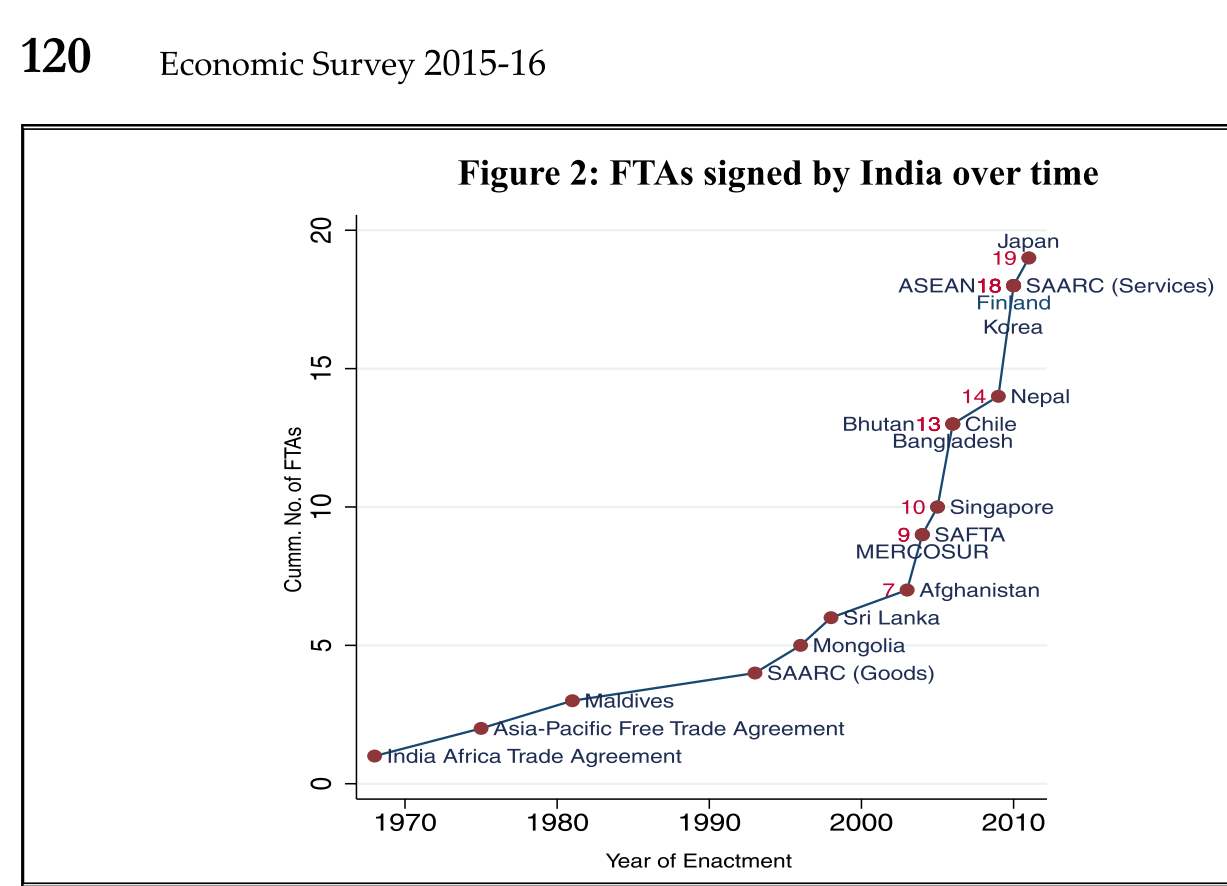 120 Economic Survey 2015-16
Figure 2: FTAs signed by India over time
20
Japan
19
ASEAN 18 SAARC (Services)
Finland
Korea
15
14 Nepal
Bhutan 13 Chile
Bangladesh
Cumm. No. of FTAs
10
10 Singapore
9 SAFTA
MERCOSUR
7 Afghanistan
Sri Lanka
5
Mongolia
SAARC (Goods)
Maldives
Asia-Pacific Free Trade Agreement
India Africa Trade Agreement
0
1970 1980 1990 2000 2010
Year of Enactment